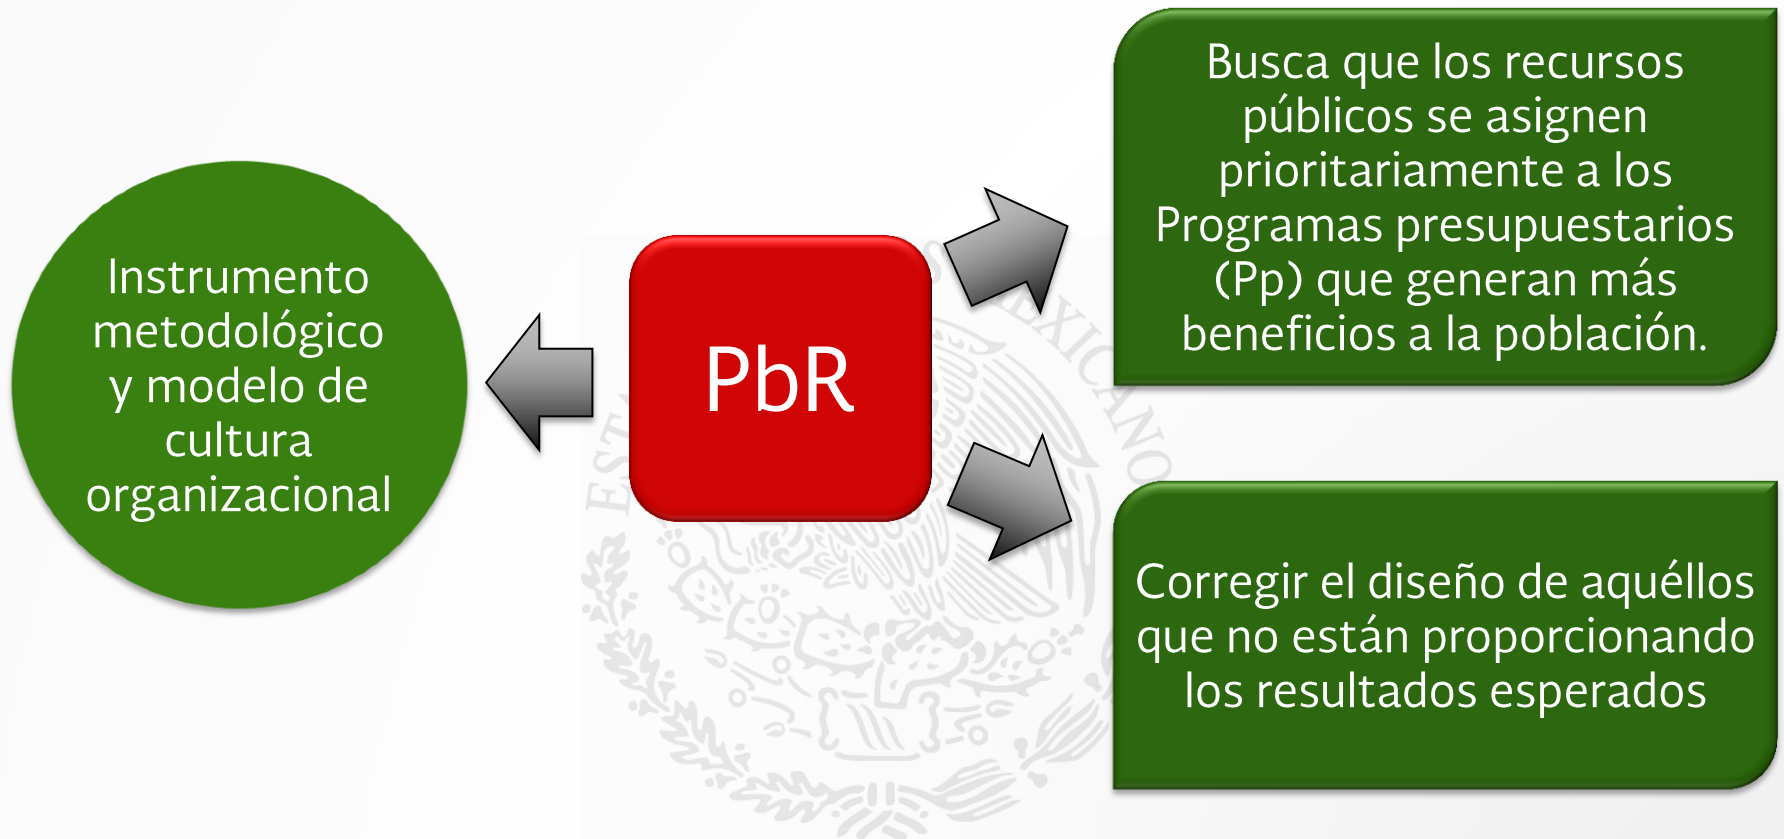 Instrumento
metodológico
y modelo de
cultura
organizacional
PbR
Busca que los recursos
públicos se asignen
prioritariamente a los
Programas presupuestarios
(Pp) que generan más
beneficios a la población.
Corregir el diseño de aquéllos
que no están proporcionando
los resultados esperados